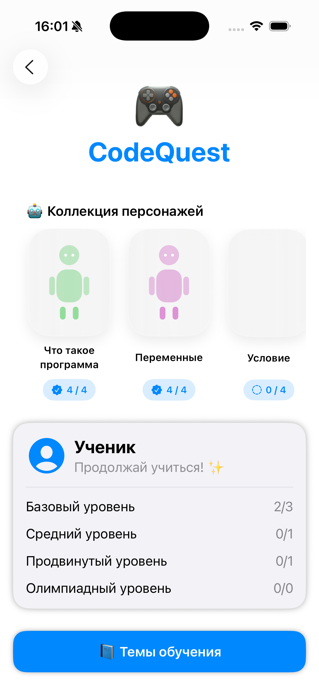 16:01
CodeQuest
🤖 Коллекция персонажей
Что такое
программа
Переменные
Условие
4 / 4
4 / 4
0 / 4
Ученик
Продолжай учиться! ✨
Базовый уровень 2/3
Средний уровень 0/1
Продвинутый уровень 0/1
Олимпиадный уровень 0/0
📘 Темы обучения